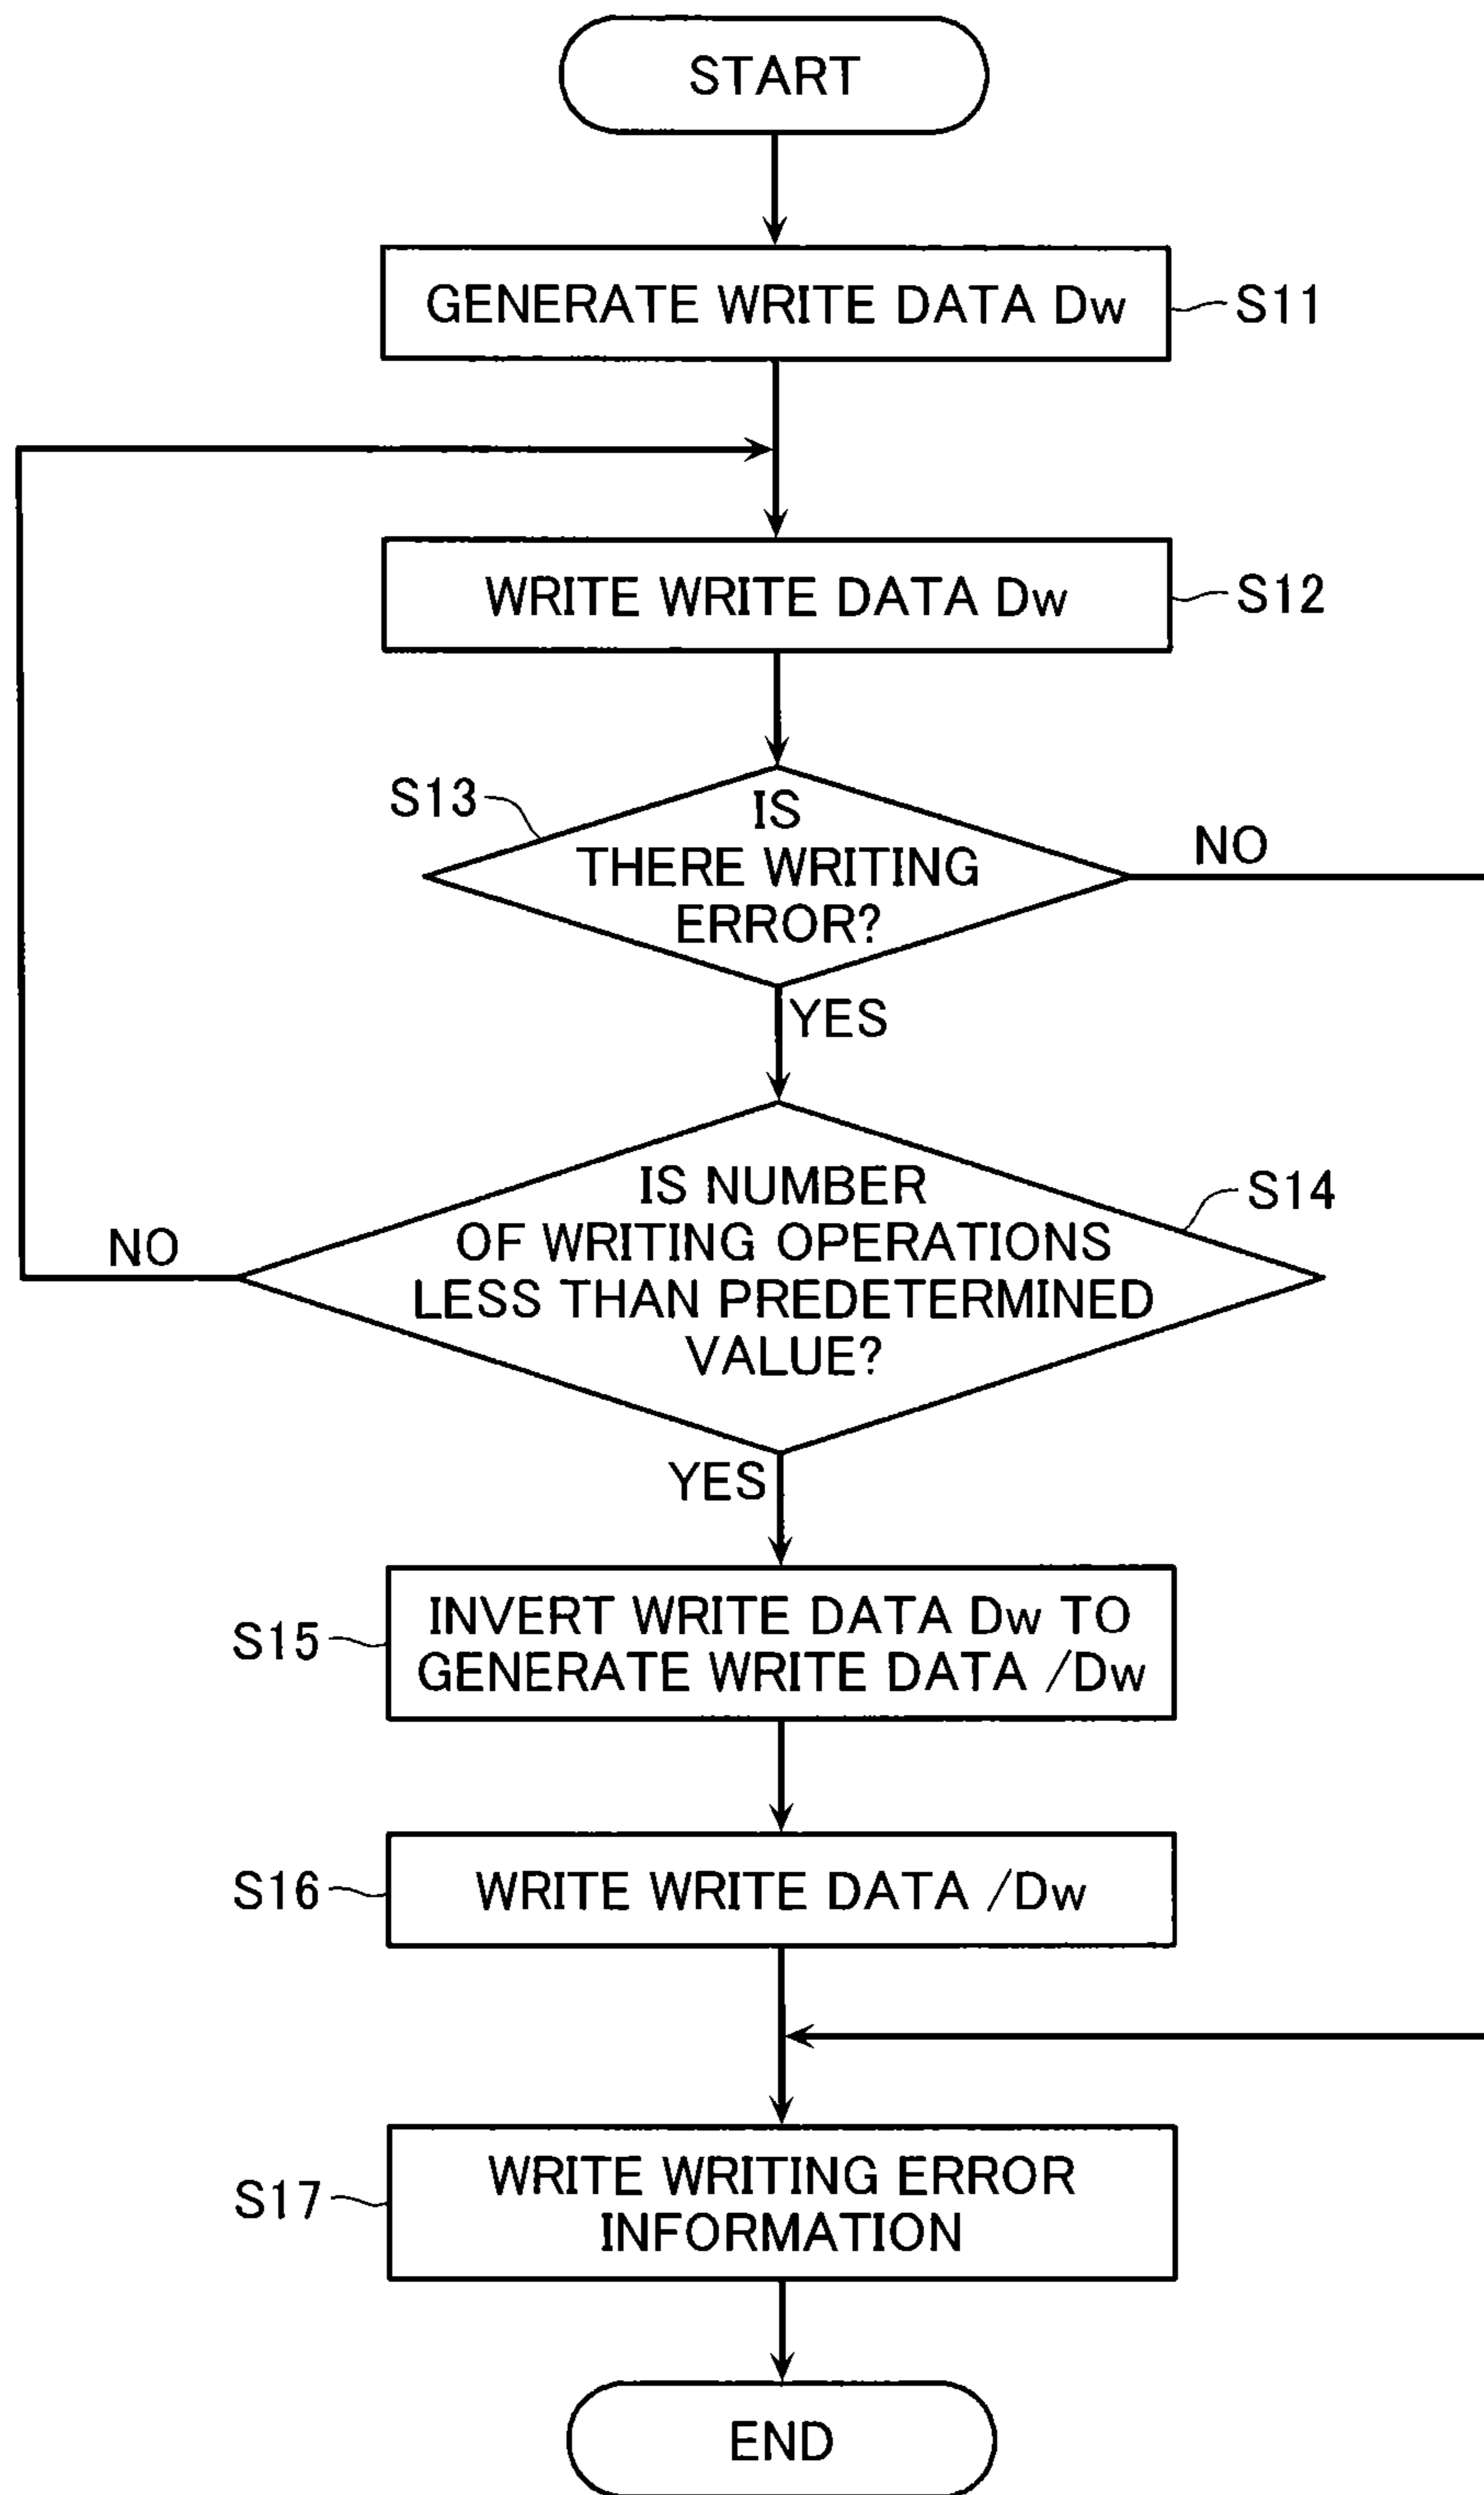 START
GENERATE WRITE DATA Dw
S11
WRITE WRITE DATA Dw
S12
S13
IS
THERE WRITING
ERROR?
NO
YES
IS NUMBER
OF WRITING OPERATIONS
LESS THAN PREDETERMINED
VALUE?
S14
NO
YES
S15
INVERT WRITE DATA Dw TO
GENERATE WRITE DATA /Dw
S16
WRITE WRITE DATA /Dw
S17
WRITE WRITING ERROR
INFORMATION
END